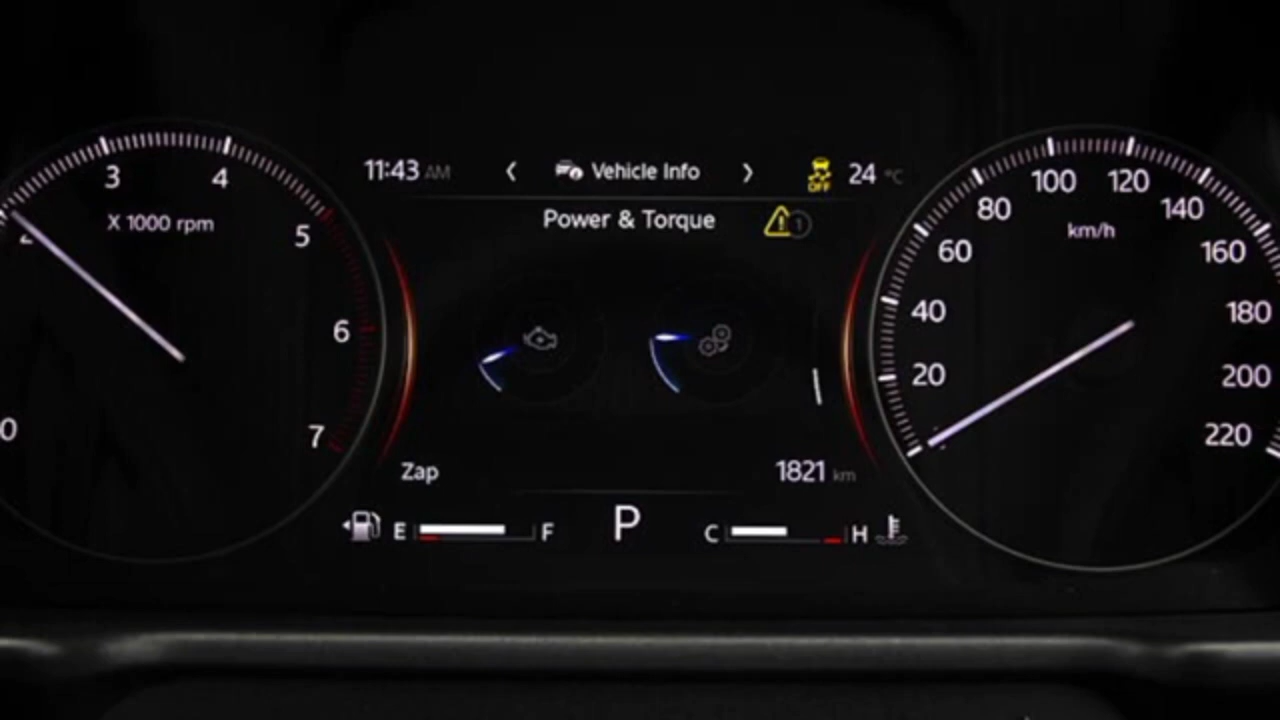 11:43 AM < Vehicle Info > OFF 24 °C
Power & Torque
1
X 1000 rpm
0
2
3
4
5
6
7
km/h
20
40
60
80
100
120
140
160
180
200
220
Zap
1821 km
E F P C H